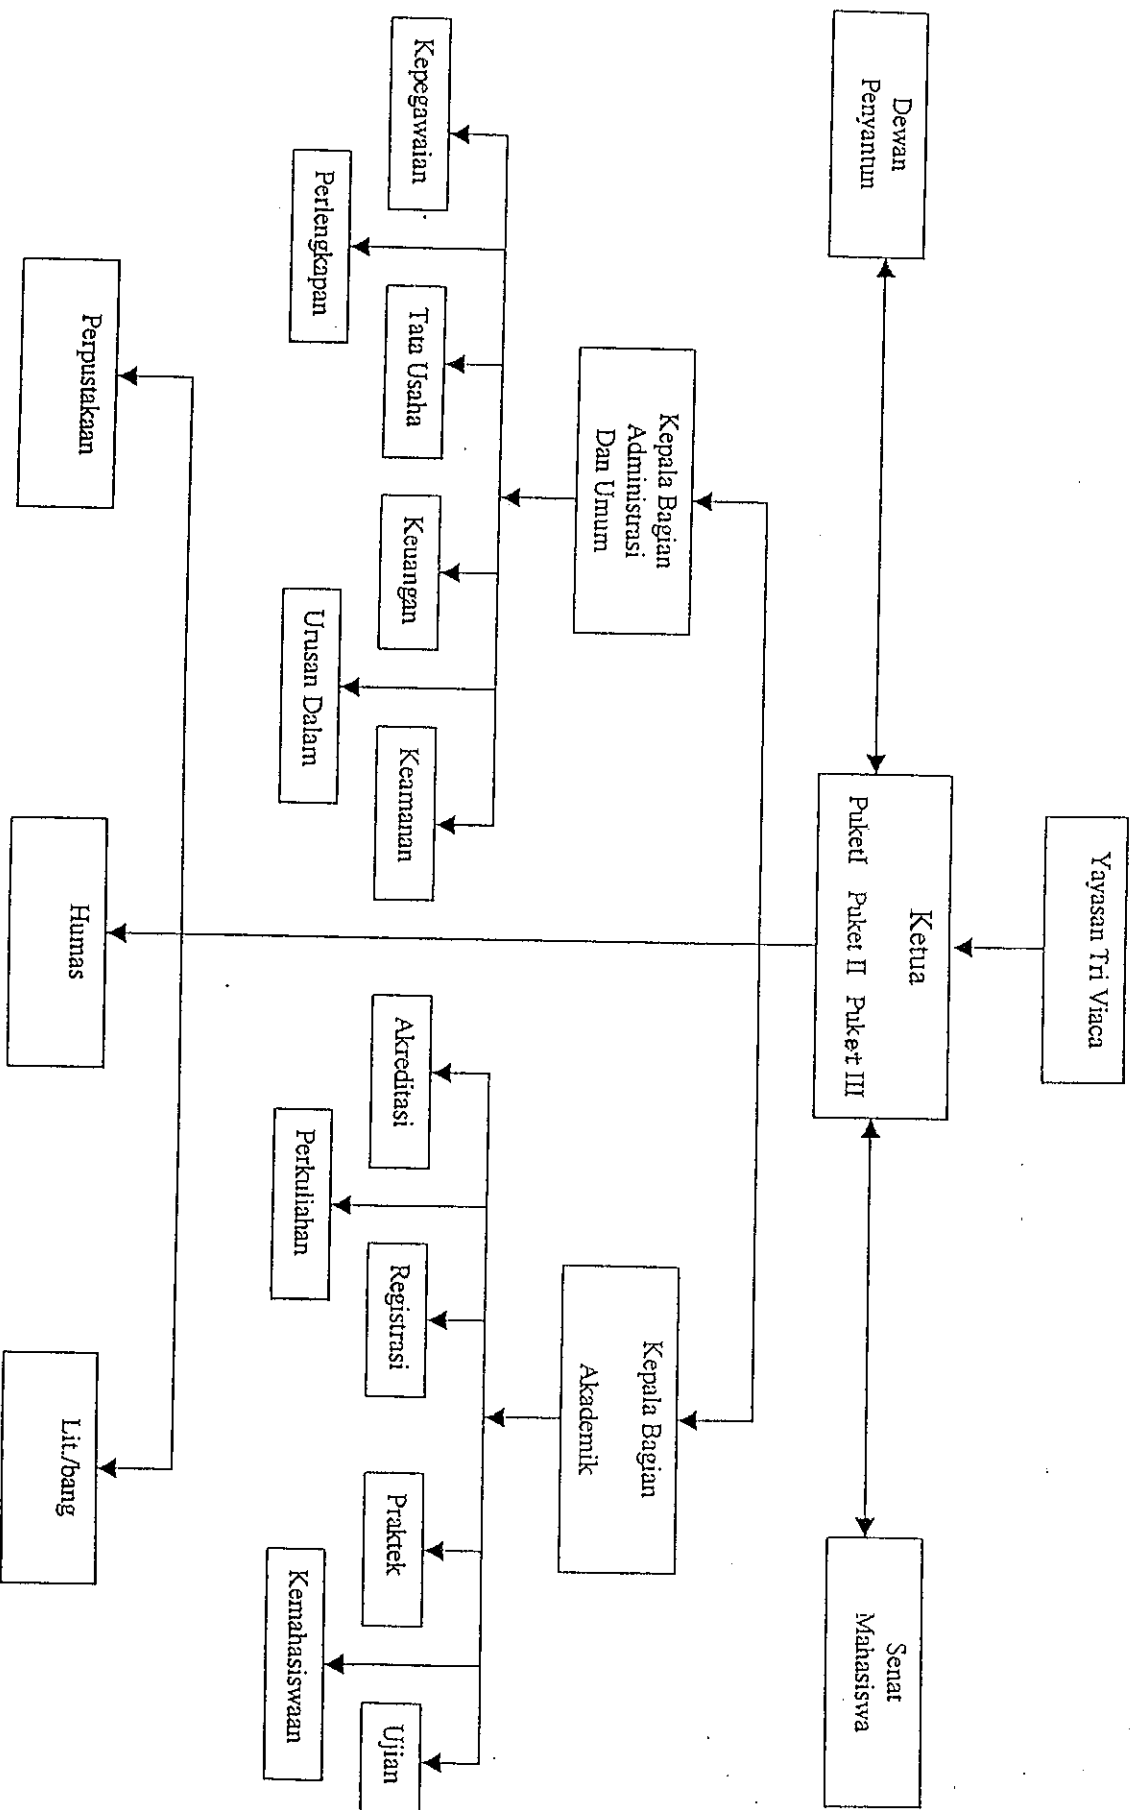 Yayasan Tri Viaca
Dewan
Penyantun
Ketua
PuketI Puket II Puket III
Senat
Mahasiswa
Kepala Bagian
Administrasi
Dan Umum
Kepala Bagian
Akademik
Kepegawaian
Perlengkapan
Tata Usaha
Keuangan
Urusan Dalam
Keamanan
Akreditasi
Perkuliahan
Registrasi
Praktek
Kemahasiswaan
Ujian
Perpustakaan
Humas
Lit./bang